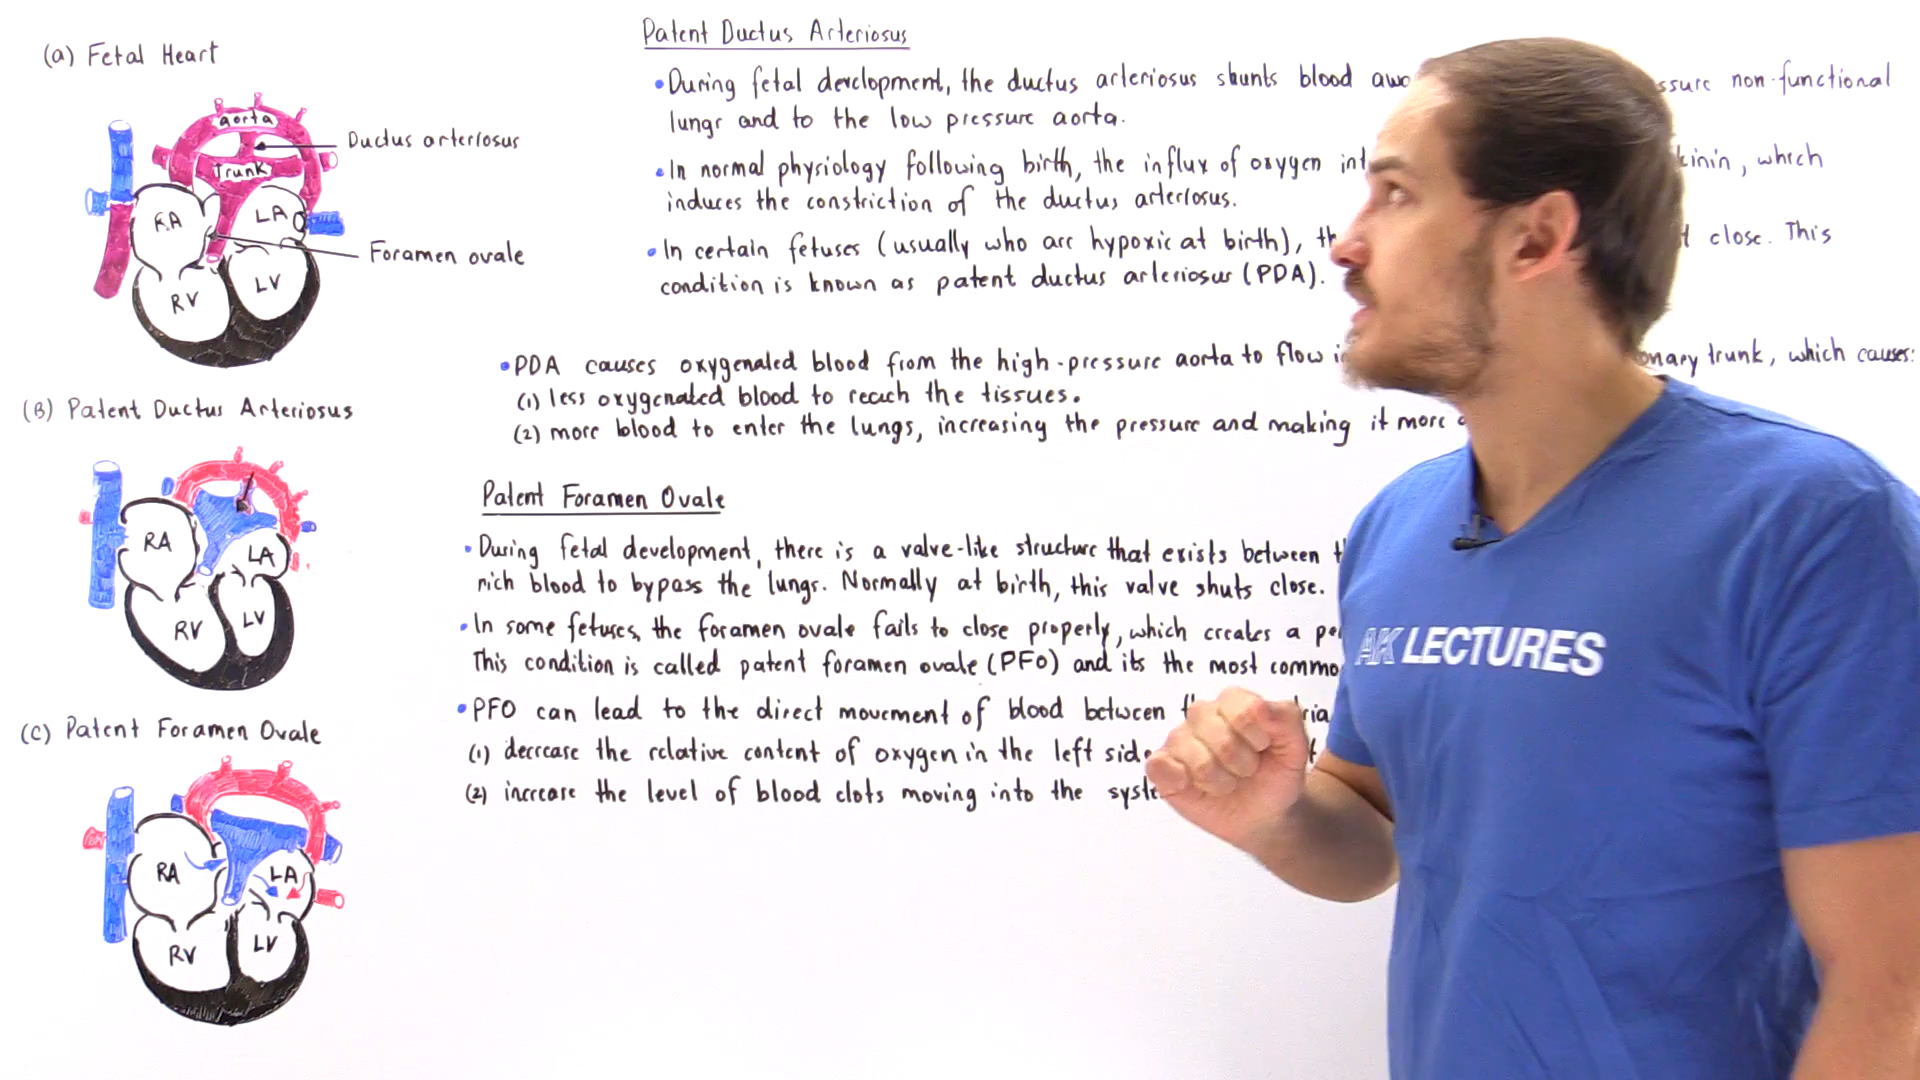 (a) Fetal Heart
aorta
Ductus arteriosus
Trunk
RA
LA
Foramen ovale
RV
LV
(B) Patent Ductus Arteriosus
RA
LA
RV
LV
(C) Patent Foramen Ovale
RA
LA
RV
LV
Patent Ductus Arteriosus
•During fetal development, the ductus arteriosus shunts blood non-functional
lungs and to the low pressure aorta.
•In normal physiology following birth, the influx of oxygen which
induces the constriction of the ductus arteriosus.
•In certain fetuses (usually who are hypoxic at birth), close. This
condition is known as patent ductus arteriosus (PDA).
•PDA causes oxygenated blood from the high-pressure aorta to flow trunk, which causes:
(1) less oxygenated blood to reach the tissues.
(2) more blood to enter the lungs, increasing the pressure and making it more
Patent Foramen Ovale
•During fetal development, there is a valve-like structure that exists between
rich blood to bypass the lungs. Normally at birth, this valve shuts close.
•In some fetuses, the foramen ovale fails to close properly, which creates a
This condition is called patent foramen ovale (PFO) and its the most
•PFO can lead to the direct movement of blood between
(1) decrease the relative content of oxygen in the left
(2) increase the level of blood clots moving into the
AK LECTURES